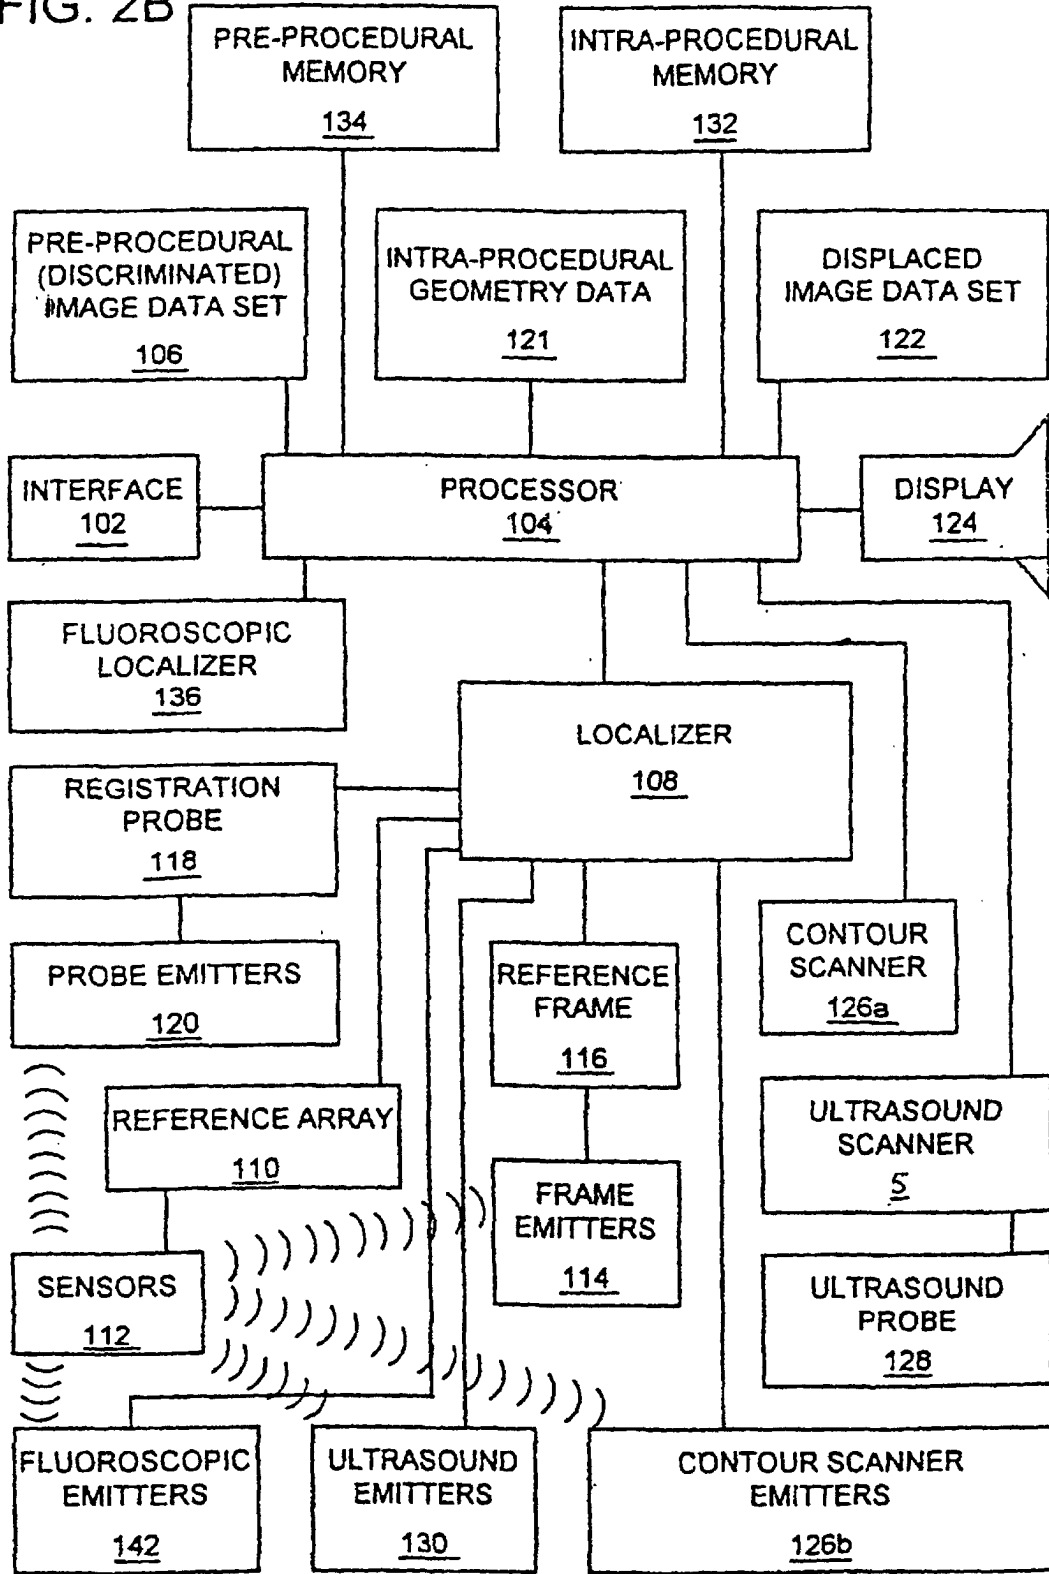 FIG. 2B
PRE-PROCEDURAL
MEMORY
134
INTRA-PROCEDURAL
MEMORY
132
PRE-PROCEDURAL
(DISCRIMINATED)
IMAGE DATA SET
106
INTRA-PROCEDURAL
GEOMETRY DATA
121
DISPLACED
IMAGE DATA SET
122
INTERFACE
102
PROCESSOR
104
DISPLAY
124
FLUOROSCOPIC
LOCALIZER
136
LOCALIZER
108
REGISTRATION
PROBE
118
PROBE EMITTERS
120
REFERENCE
FRAME
116
CONTOUR
SCANNER
126a
REFERENCE ARRAY
110
ULTRASOUND
SCANNER
5
FRAME
EMITTERS
114
SENSORS
112
ULTRASOUND
PROBE
128
FLUOROSCOPIC
EMITTERS
142
ULTRASOUND
EMITTERS
130
CONTOUR SCANNER
EMITTERS
126b